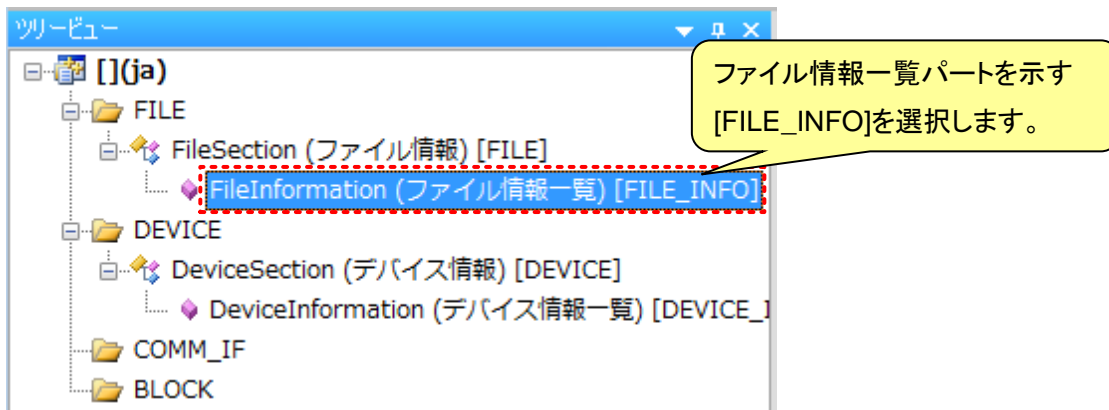 ツリービュー
[](ja)
ファイル情報一覧パートを示す
[FILE_INFO]を選択します。
FILE
FileSection (ファイル情報) [FILE]
FileInformation (ファイル情報一覧) [FILE_INFO]
DEVICE
DeviceSection (デバイス情報) [DEVICE]
DeviceInformation (デバイス情報一覧) [DEVICE_I
COMM_IF
BLOCK